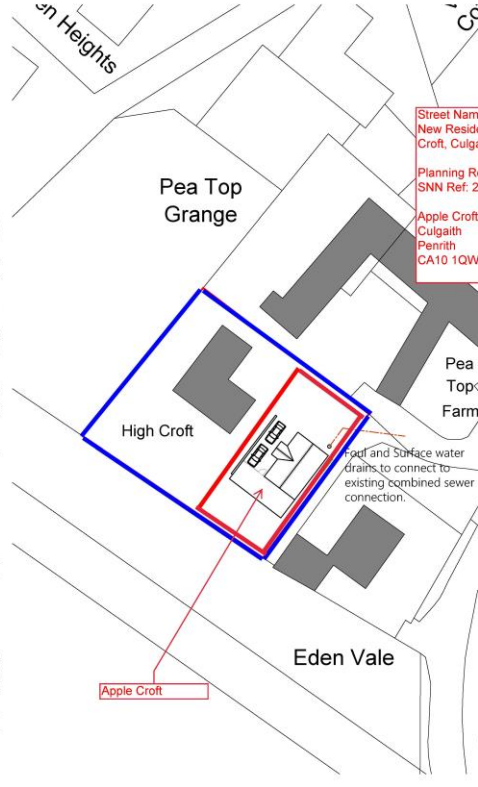 Heights
Street Nam
New Reside
Croft, Culga
Planning Re
SNN Ref: 2
Apple Croft
Culgaith
Penrith
CA10 1QW
Pea Top
Grange
Pea
Top
Farm
High Croft
Foul and Surface water
drains to connect to
existing combined sewer
connection.
Eden Vale
Apple Croft